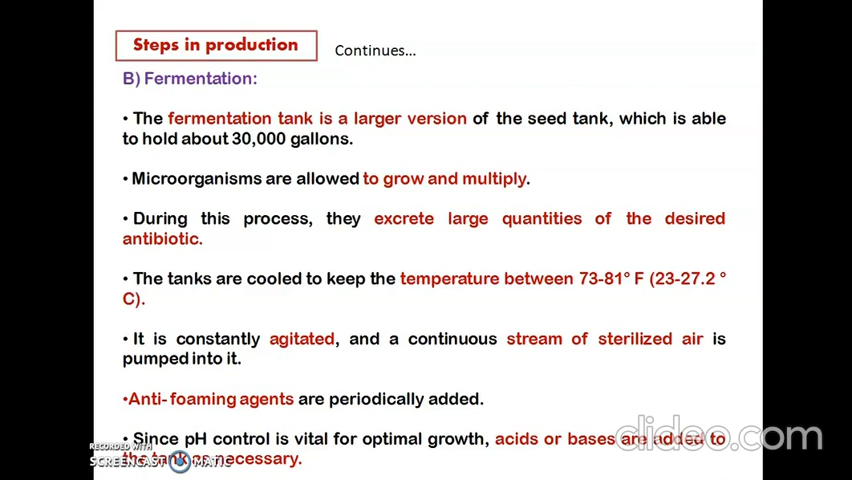 Steps in production
Continues...
B) Fermentation:
• The fermentation tank is a larger version of the seed tank, which is able
to hold about 30,000 gallons.
• Microorganisms are allowed to grow and multiply.
• During this process, they excrete large quantities of the desired
antibiotic.
• The tanks are cooled to keep the temperature between 73-81° F (23-27.2 °
C).
• It is constantly agitated, and a continuous stream of sterilized air is
pumped into it.
•Anti- foaming agents are periodically added.
• Since pH control is vital for optimal growth, acids or bases are added to
the tank as necessary.
clideo.com
RECORDED WITH
SCREENCAST MATIC